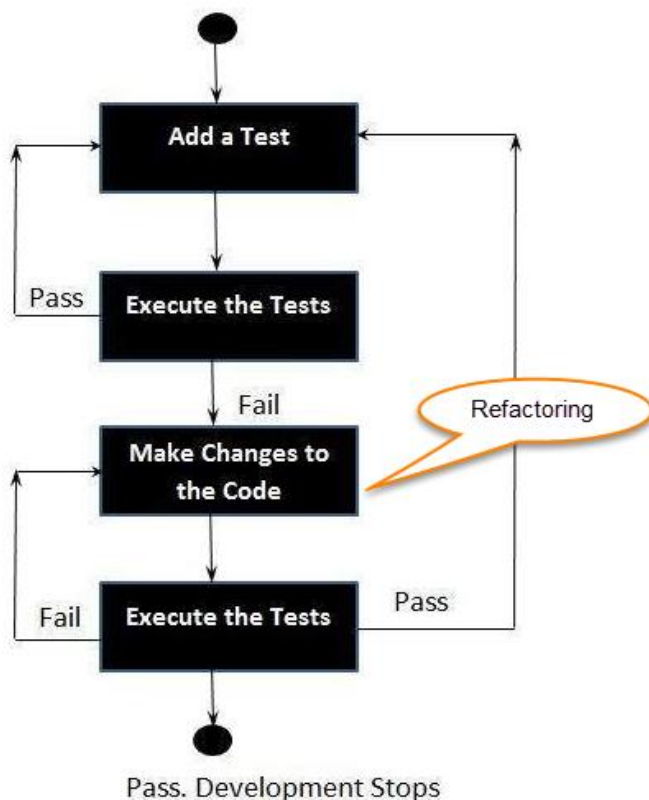 Add a Test
Pass
Execute the Tests
Fail
Refactoring
Make Changes to
the Code
Fail
Execute the Tests
Pass
Pass. Development Stops